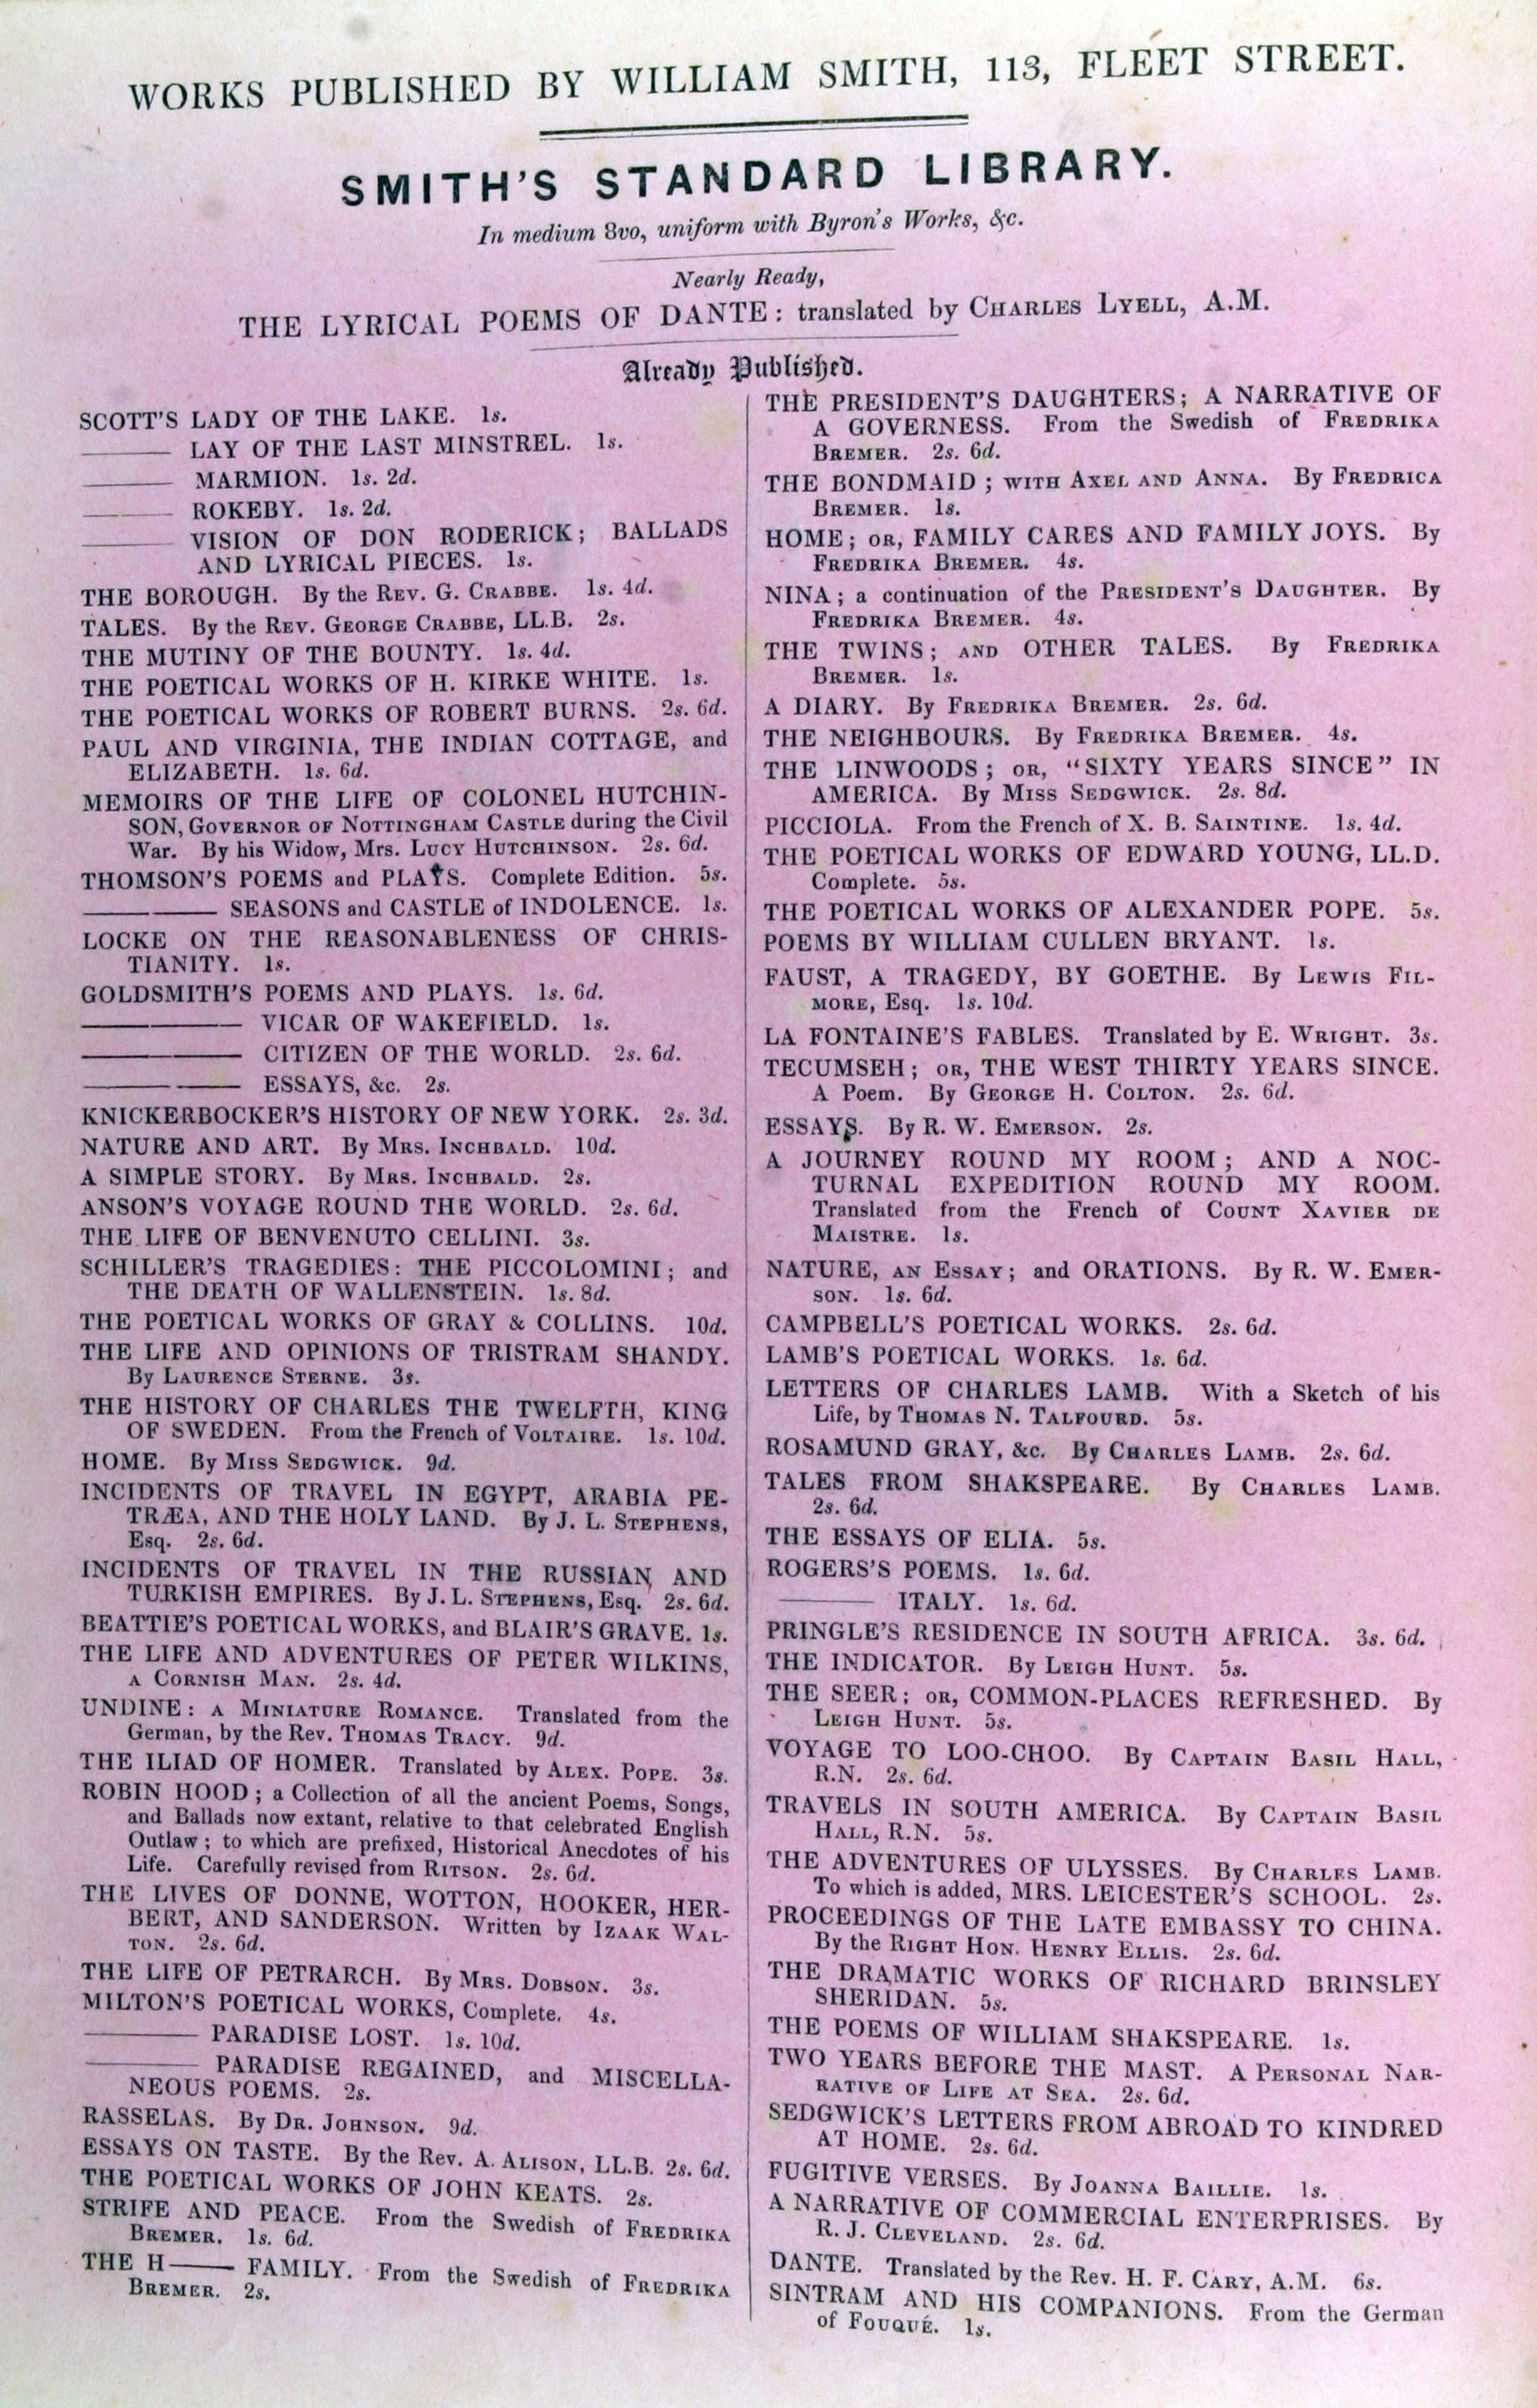 WORKS PUBLISHED BY WILLIAM SMITH, 113, FLEET STREET.
SMITH'S STANDARD LIBRARY.
In medium 8vo, uniform with Byron's Works, &c.
Nearly Ready,
THE LYRICAL POEMS OF DANTE: translated by CHARLES LYELL, A.M.
Already Published.
SCOTT'S LADY OF THE LAKE. 1s.
——— LAY OF THE LAST MINSTREL. 1s.
——— MARMION. 1s. 2d.
——— ROKEBY. 1s. 2d.
——— VISION OF DON RODERICK; BALLADS
AND LYRICAL PIECES. 1s.
THE BOROUGH. By the REV. G. CRABBE. 1s. 4d.
TALES. By the REV. GEORGE CRABBE, LL.B. 2s.
THE MUTINY OF THE BOUNTY. 1s. 4d.
THE POETICAL WORKS OF H. KIRKE WHITE. 1s.
THE POETICAL WORKS OF ROBERT BURNS. 2s. 6d.
PAUL AND VIRGINIA, THE INDIAN COTTAGE, and
ELIZABETH. 1s. 6d.
MEMOIRS OF THE LIFE OF COLONEL HUTCHIN-
SON, GOVERNOR OF NOTTINGHAM CASTLE during the Civil
War. By his Widow, Mrs. LUCY HUTCHINSON. 2s. 6d.
THOMSON'S POEMS and PLAYS. Complete Edition. 5s.
——— SEASONS and CASTLE of INDOLENCE. 1s.
LOCKE ON THE REASONABLENESS OF CHRIS-
TIANITY. 1s.
GOLDSMITH'S POEMS AND PLAYS. 1s. 6d.
——— VICAR OF WAKEFIELD. 1s.
——— CITIZEN OF THE WORLD. 2s. 6d.
——— ESSAYS, &c. 2s.
KNICKERBOCKER'S HISTORY OF NEW YORK. 2s. 3d.
NATURE AND ART. By MRS. INCHBALD. 10d.
A SIMPLE STORY. By MRS. INCHBALD. 2s.
ANSON'S VOYAGE ROUND THE WORLD. 2s. 6d.
THE LIFE OF BENVENUTO CELLINI. 3s.
SCHILLER'S TRAGEDIES: THE PICCOLOMINI; and
THE DEATH OF WALLENSTEIN. 1s. 8d.
THE POETICAL WORKS OF GRAY & COLLINS. 10d.
THE LIFE AND OPINIONS OF TRISTRAM SHANDY.
By LAURENCE STERNE. 3s.
THE HISTORY OF CHARLES THE TWELFTH, KING
OF SWEDEN. From the French of VOLTAIRE. 1s. 10d.
HOME. By MISS SEDGWICK. 9d.
INCIDENTS OF TRAVEL IN EGYPT, ARABIA PE-
TRÆA, AND THE HOLY LAND. By J. L. STEPHENS,
Esq. 2s. 6d.
INCIDENTS OF TRAVEL IN THE RUSSIAN AND
TURKISH EMPIRES. By J. L. STEPHENS, Esq. 2s. 6d.
BEATTIE'S POETICAL WORKS, and BLAIR'S GRAVE. 1s.
THE LIFE AND ADVENTURES OF PETER WILKINS,
A CORNISH MAN. 2s. 4d.
UNDINE: A MINIATURE ROMANCE. Translated from the
German, by the Rev. THOMAS TRACY. 9d.
THE ILIAD OF HOMER. Translated by ALEX. POPE. 3s.
ROBIN HOOD; a Collection of all the ancient Poems, Songs,
and Ballads now extant, relative to that celebrated English
Outlaw; to which are prefixed, Historical Anecdotes of his
Life. Carefully revised from RITSON. 2s. 6d.
THE LIVES OF DONNE, WOTTON, HOOKER, HER-
BERT, AND SANDERSON. Written by IZAAK WAL-
TON. 2s. 6d.
THE LIFE OF PETRARCH. By MRS. DOBSON. 3s.
MILTON'S POETICAL WORKS, Complete. 4s.
——— PARADISE LOST. 1s. 10d.
——— PARADISE REGAINED, and MISCELLA-
NEOUS POEMS. 2s.
RASSELAS. By DR. JOHNSON. 9d.
ESSAYS ON TASTE. By the Rev. A. ALISON, LL.B. 2s. 6d.
THE POETICAL WORKS OF JOHN KEATS. 2s.
STRIFE AND PEACE. From the Swedish of FREDRIKA
BREMER. 1s. 6d.
THE H—— FAMILY. From the Swedish of FREDRIKA
BREMER. 2s.
THE PRESIDENT'S DAUGHTERS; A NARRATIVE OF
A GOVERNESS. From the Swedish of FREDRIKA
BREMER. 2s. 6d.
THE BONDMAID; WITH AXEL AND ANNA. By FREDRICA
BREMER. 1s.
HOME; OR, FAMILY CARES AND FAMILY JOYS. By
FREDRIKA BREMER. 4s.
NINA; a continuation of the PRESIDENT'S DAUGHTER. By
FREDRIKA BREMER. 4s.
THE TWINS; AND OTHER TALES. By FREDRIKA
BREMER. 1s.
A DIARY. By FREDRIKA BREMER. 2s. 6d.
THE NEIGHBOURS. By FREDRIKA BREMER. 4s.
THE LINWOODS; OR, "SIXTY YEARS SINCE" IN
AMERICA. By MISS SEDGWICK. 2s. 8d.
PICCIOLA. From the French of X. B. SAINTINE. 1s. 4d.
THE POETICAL WORKS OF EDWARD YOUNG, LL.D.
Complete. 5s.
THE POETICAL WORKS OF ALEXANDER POPE. 5s.
POEMS BY WILLIAM CULLEN BRYANT. 1s.
FAUST, A TRAGEDY, BY GOETHE. By LEWIS FIL-
MORE, Esq. 1s. 10d.
LA FONTAINE'S FABLES. Translated by E. WRIGHT. 3s.
TECUMSEH; OR, THE WEST THIRTY YEARS SINCE.
A Poem. By GEORGE H. COLTON. 2s. 6d.
ESSAYS. By R. W. EMERSON. 2s.
A JOURNEY ROUND MY ROOM; AND A NOC-
TURNAL EXPEDITION ROUND MY ROOM.
Translated from the French of COUNT XAVIER DE
MAISTRE. 1s.
NATURE, AN ESSAY; and ORATIONS. By R. W. EMER-
SON. 1s. 6d.
CAMPBELL'S POETICAL WORKS. 2s. 6d.
LAMB'S POETICAL WORKS. 1s. 6d.
LETTERS OF CHARLES LAMB. With a Sketch of his
Life, by THOMAS N. TALFOURD. 5s.
ROSAMUND GRAY, &c. By CHARLES LAMB. 2s. 6d.
TALES FROM SHAKSPEARE. By CHARLES LAMB.
2s. 6d.
THE ESSAYS OF ELIA. 5s.
ROGERS'S POEMS. 1s. 6d.
——— ITALY. 1s. 6d.
PRINGLE'S RESIDENCE IN SOUTH AFRICA. 3s. 6d.
THE INDICATOR. By LEIGH HUNT. 5s.
THE SEER; OR, COMMON-PLACES REFRESHED. By
LEIGH HUNT. 5s.
VOYAGE TO LOO-CHOO. By CAPTAIN BASIL HALL,
R.N. 2s. 6d.
TRAVELS IN SOUTH AMERICA. By CAPTAIN BASIL
HALL, R.N. 5s.
THE ADVENTURES OF ULYSSES. By CHARLES LAMB.
To which is added, MRS. LEICESTER'S SCHOOL. 2s.
PROCEEDINGS OF THE LATE EMBASSY TO CHINA.
By the RIGHT HON. HENRY ELLIS. 2s. 6d.
THE DRAMATIC WORKS OF RICHARD BRINSLEY
SHERIDAN. 5s.
THE POEMS OF WILLIAM SHAKSPEARE. 1s.
TWO YEARS BEFORE THE MAST. A PERSONAL NAR-
RATIVE OF LIFE AT SEA. 2s. 6d.
SEDGWICK'S LETTERS FROM ABROAD TO KINDRED
AT HOME. 2s. 6d.
FUGITIVE VERSES. By JOANNA BAILLIE. 1s.
A NARRATIVE OF COMMERCIAL ENTERPRISES. By
R. J. CLEVELAND. 2s. 6d.
DANTE. Translated by the Rev. H. F. CARY, A.M. 6s.
SINTRAM AND HIS COMPANIONS. From the German
of FOUQUÉ. 1s.